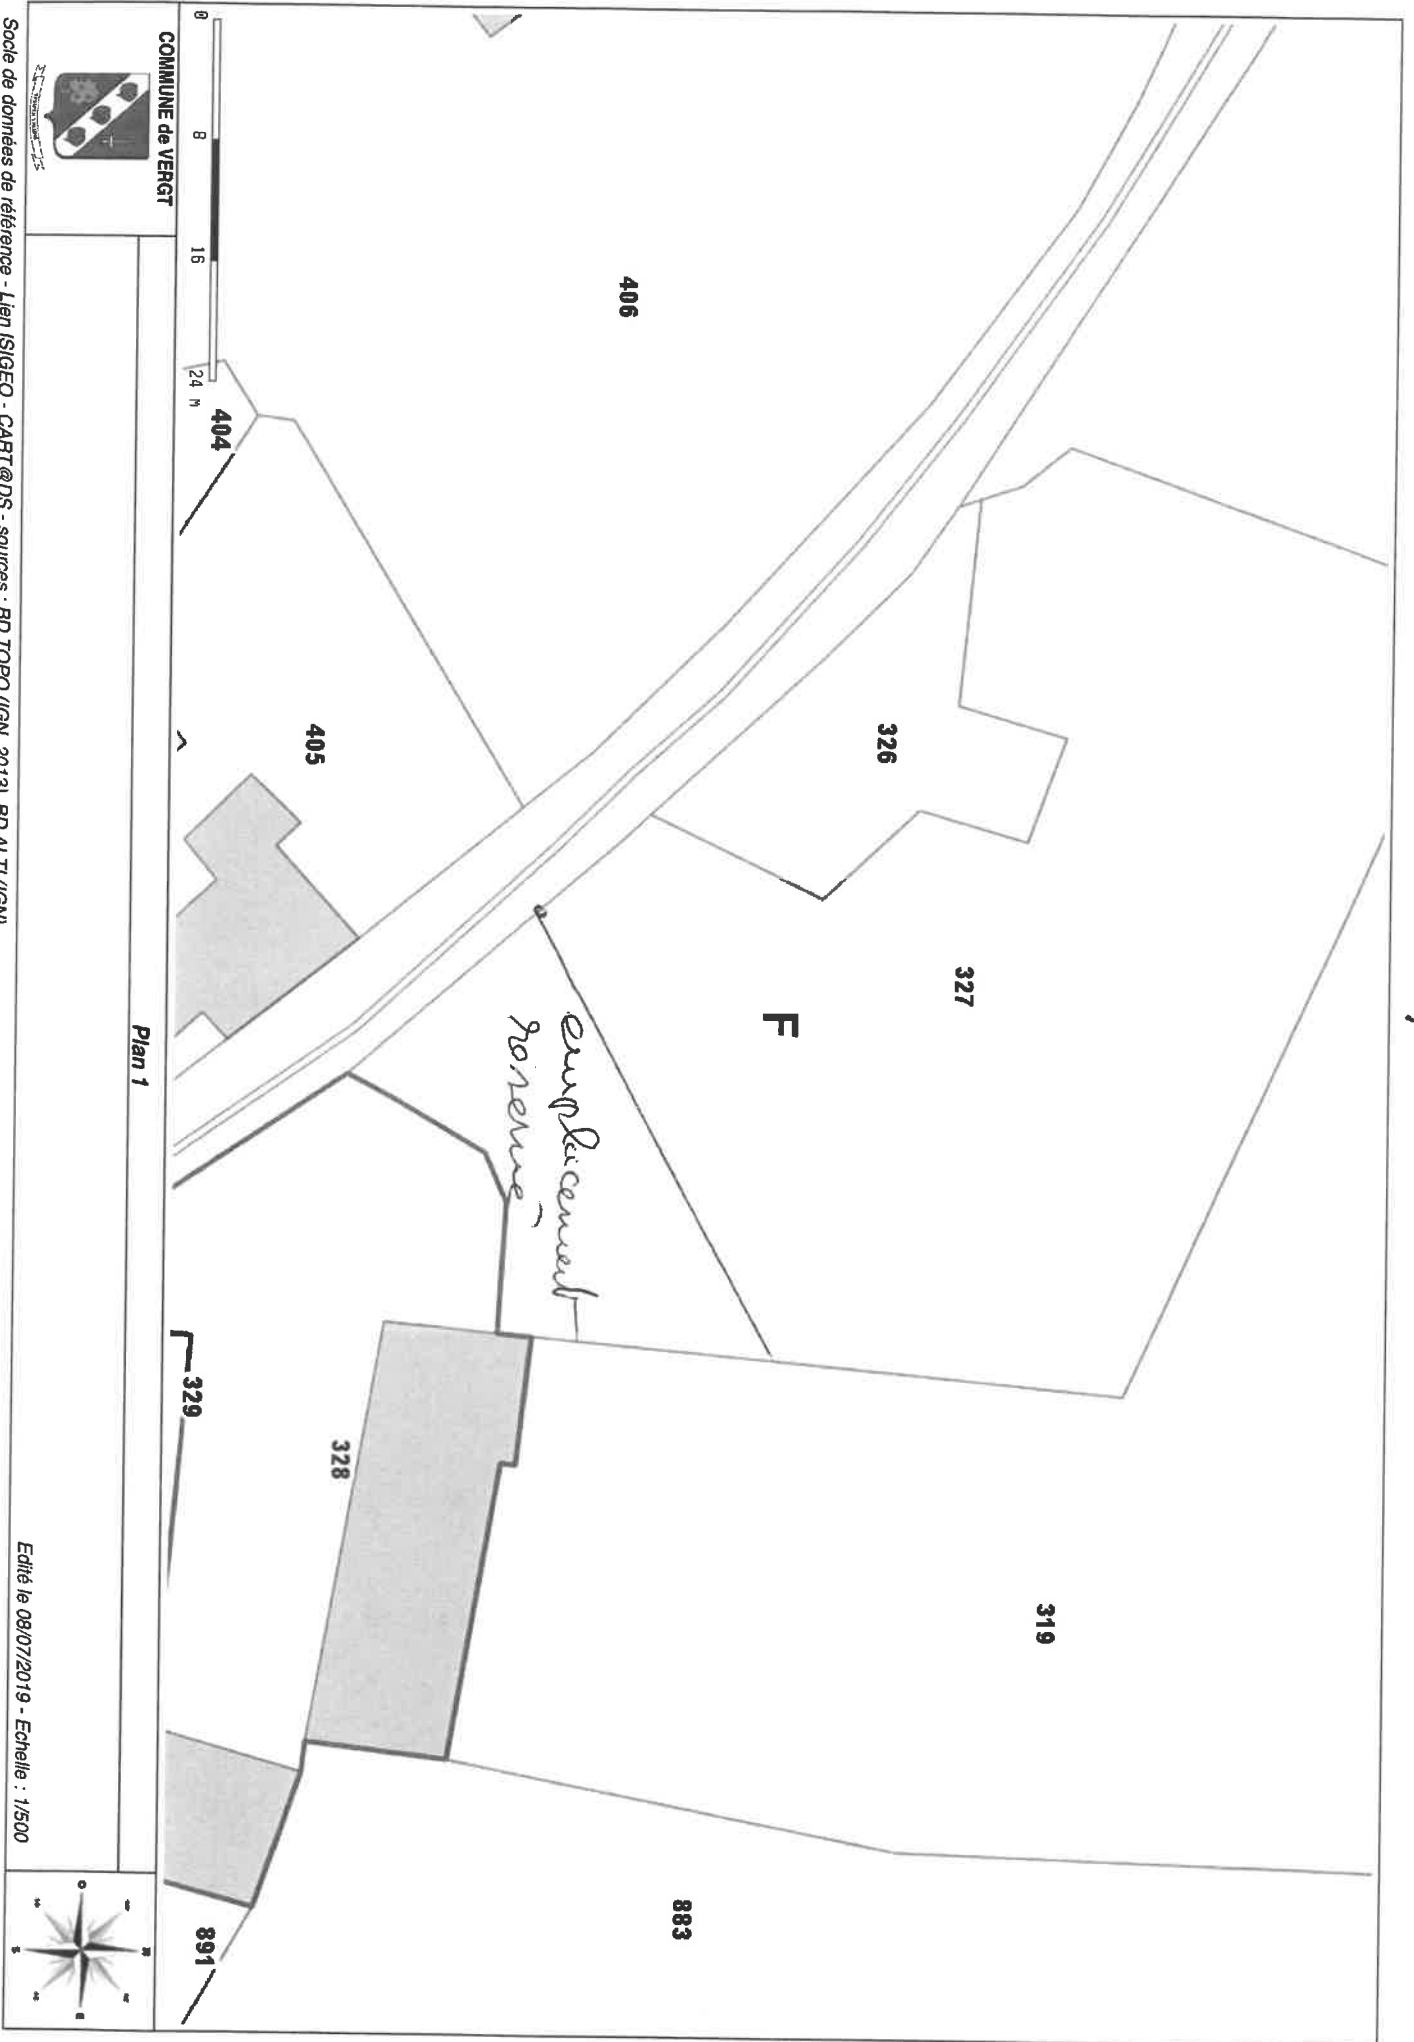 406
404
405
326
327
F
emplacement
réservé
328
329
319
883
891
0 8 16 24 M
COMMUNE de VERGT
Plan 1
Socle de données de référence - Lien ISIGEO - CART@DS - sources : BD TOPO (IGN, 2013), BD ALTI (IGN)
Edité le 08/07/2019 - Echelle : 1/500